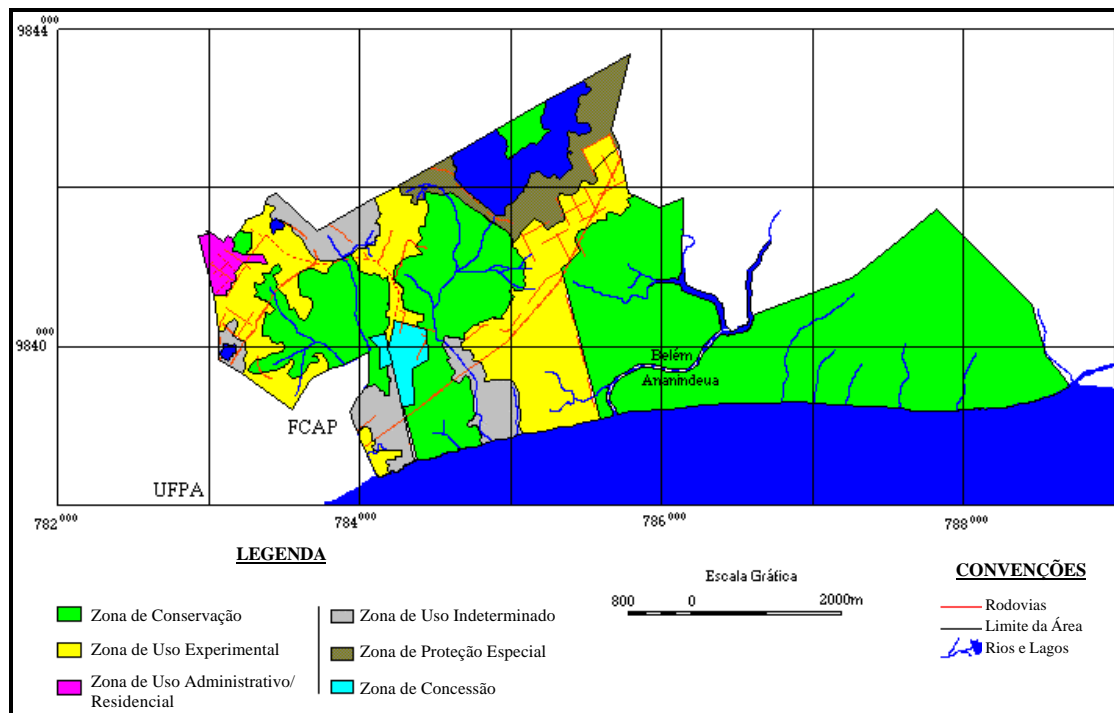 9844 000
9840 000
Belém
Ananindeua
FCAP
UFPA
782 000
784 000
786 000
788 000
LEGENDA
Zona de Conservação
Zona de Uso Experimental
Zona de Uso Administrativo/
Residencial
Zona de Uso Indeterminado
Zona de Proteção Especial
Zona de Concessão
Escala Gráfica
800 0 2000m
CONVENÇÕES
Rodovias
Limite da Área
Rios e Lagos